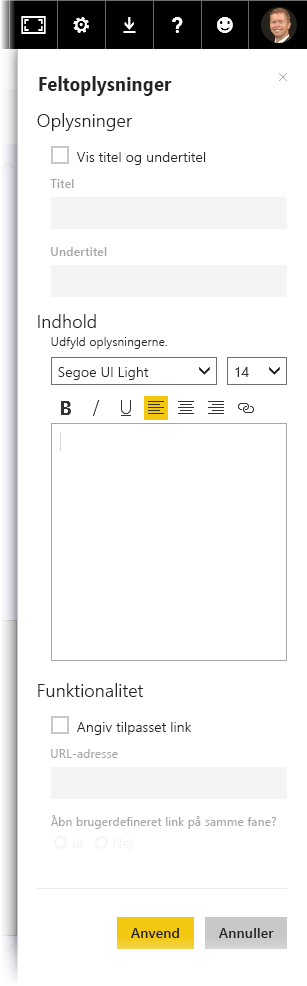 Feltoplysninger
Oplysninger
Vis titel og undertitel
Titel
Undertitel
Indhold
Udfyld oplysningerne.
Segoe UI Light 14
B / U
Funktionalitet
Angiv tilpasset link
URL-adresse
Åbn brugerdefineret link på samme fane?
Ja Nej
Anvend Annuller